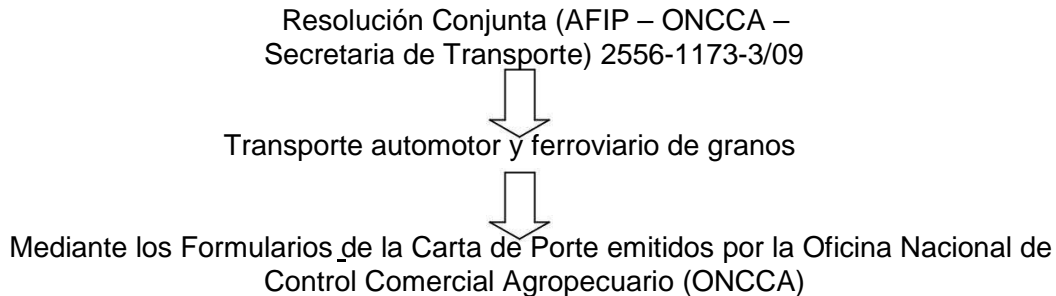 Resolución Conjunta (AFIP – ONCCA –
Secretaria de Transporte) 2556-1173-3/09
Transporte automotor y ferroviario de granos
Mediante los Formularios de la Carta de Porte emitidos por la Oficina Nacional de
Control Comercial Agropecuario (ONCCA)